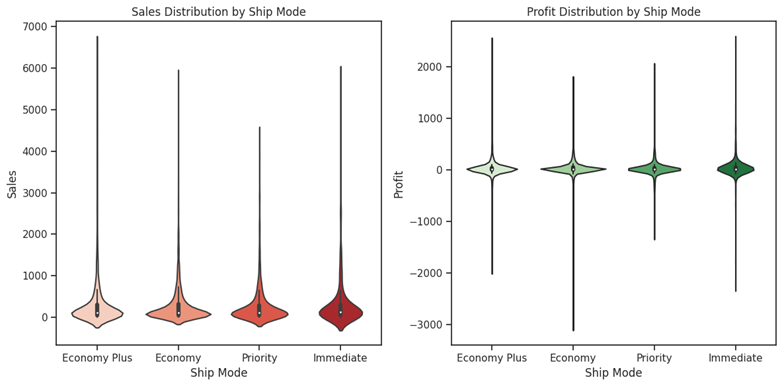 Sales Distribution by Ship Mode
7000
6000
5000
4000
3000
2000
1000
0
Sales
Economy Plus Economy Priority Immediate
Ship Mode
Profit Distribution by Ship Mode
2000
1000
0
−1000
−2000
−3000
Profit
Economy Plus Economy Priority Immediate
Ship Mode